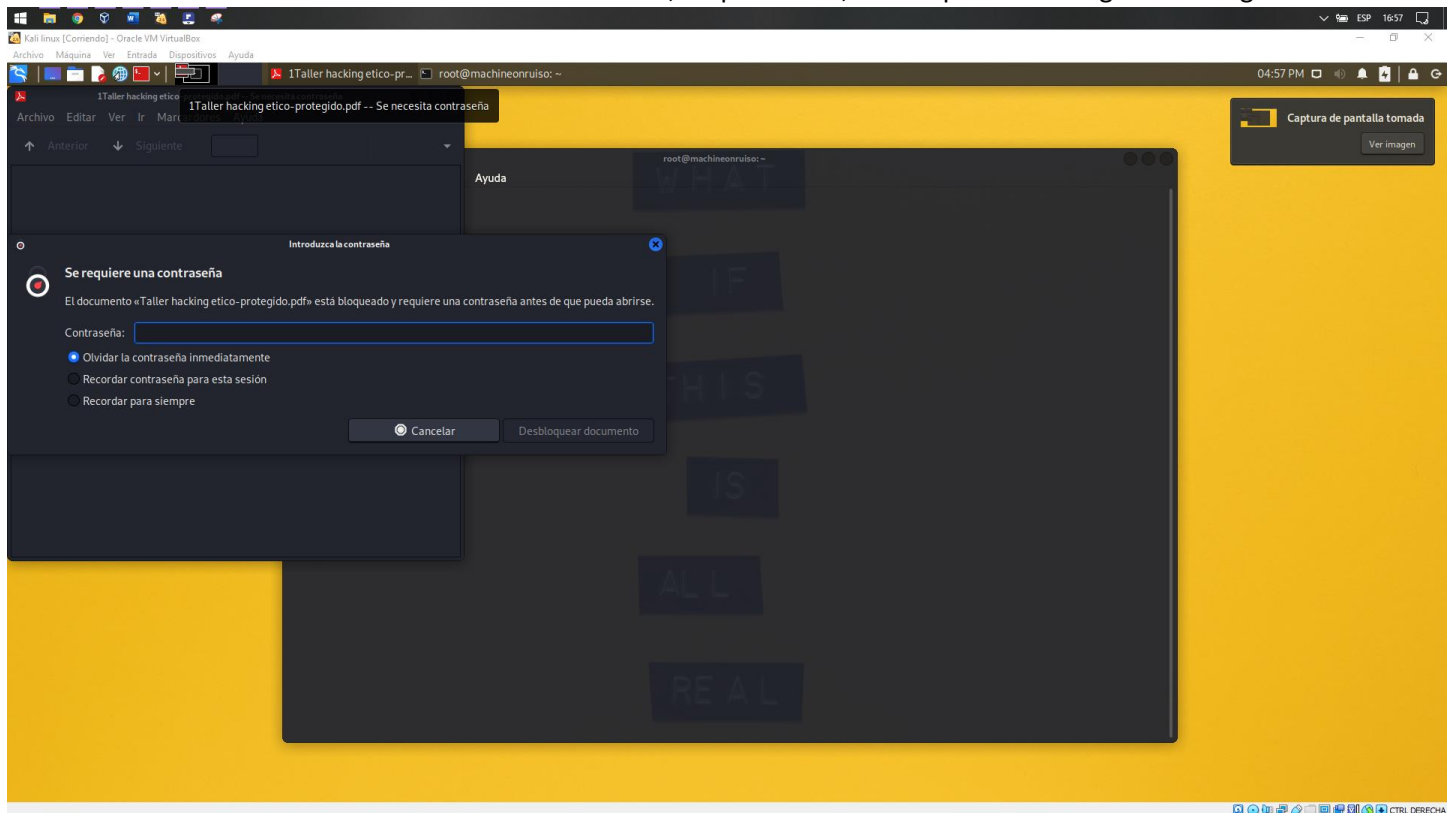 ESP 16:57
Kali linux [Corriendo] - Oracle VM VirtualBox
Archivo Máquina Ver Entrada Dispositivos Ayuda
1Taller hacking etico-pr... root@machineonruiso: ~ 04:57 PM
1Taller hacking etico
1Taller hacking etico-protegido.pdf -- Se necesita contraseña
Archivo Editar Ver Ir
Anterior Siguiente
Captura de pantalla tomada
Ver imagen
root@machineonruiso: ~
Ayuda
WHAT
IF
THIS
IS
ALL
REAL
Introduzca la contraseña
Se requiere una contraseña
El documento «Taller hacking etico-protegido.pdf» está bloqueado y requiere una contraseña antes de que pueda abrirse.
Contraseña:
Olvidar la contraseña inmediatamente
Recordar contraseña para esta sesión
Recordar para siempre
Cancelar Desbloquear documento
CTRL DERECHA